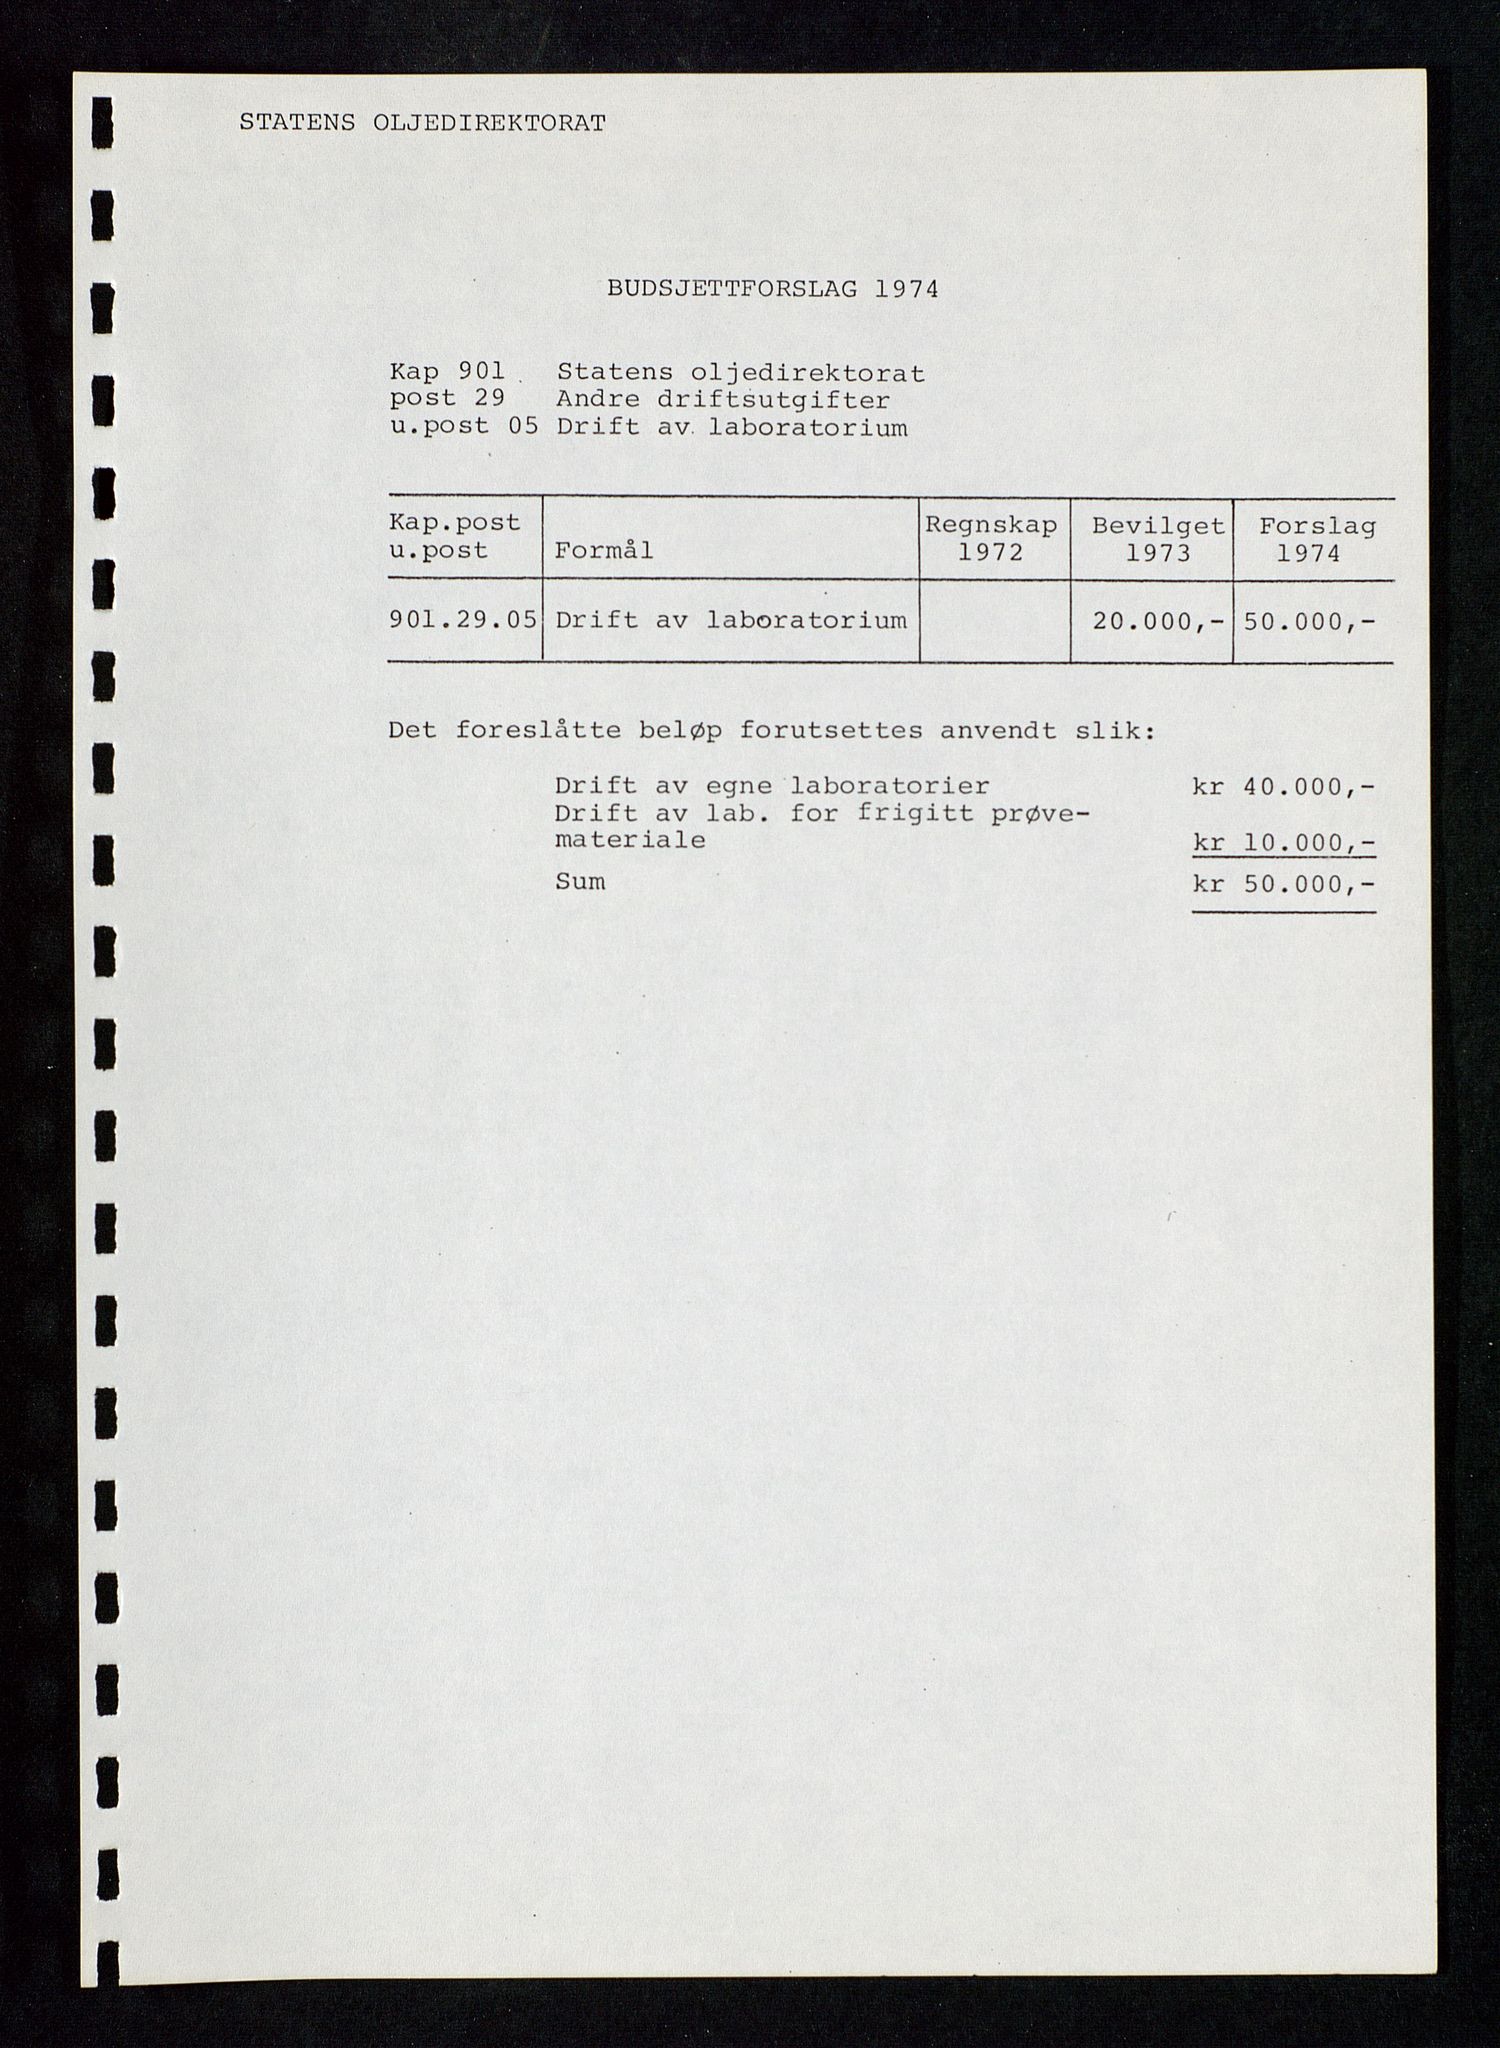 STATENS OLJEDIREKTORAT
BUDSJETTFORSLAG 1974
Kap 901 Statens oljedirektorat
post 29 Andre driftsutgifter
u.post 05 Drift av laboratorium
Kap.post Regnskap Bevilget Forslag
u.post Formål 1972 1973 1974
901.29.05 Drift av laboratorium 20.000,- 50.000,-
Det foreslåtte beløp forutsettes anvendt slik:
Drift av egne laboratorier kr 40.000,-
Drift av lab. for frigitt prøve-
materiale kr 10.000,-
Sum kr 50.000,-